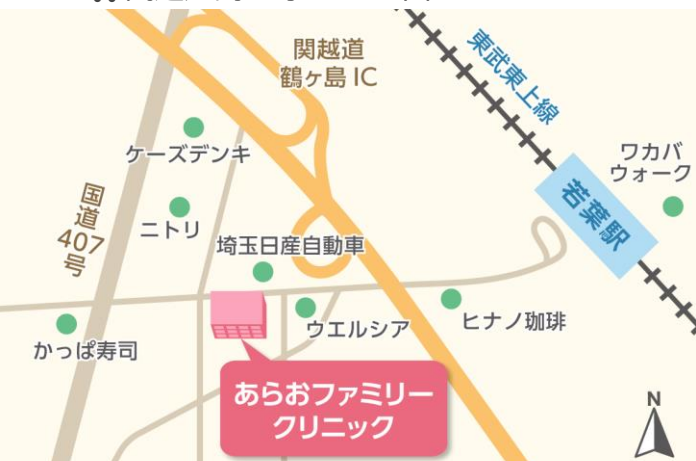 関越道
鶴ヶ島 IC
東武東上線
ワカバ
ウォーク
ケーズデンキ
国道
407
号
ニトリ
若葉駅
埼玉日産自動車
かっぱ寿司
ウエルシア
ヒナノ珈琲
あらおファミリー
クリニック
N